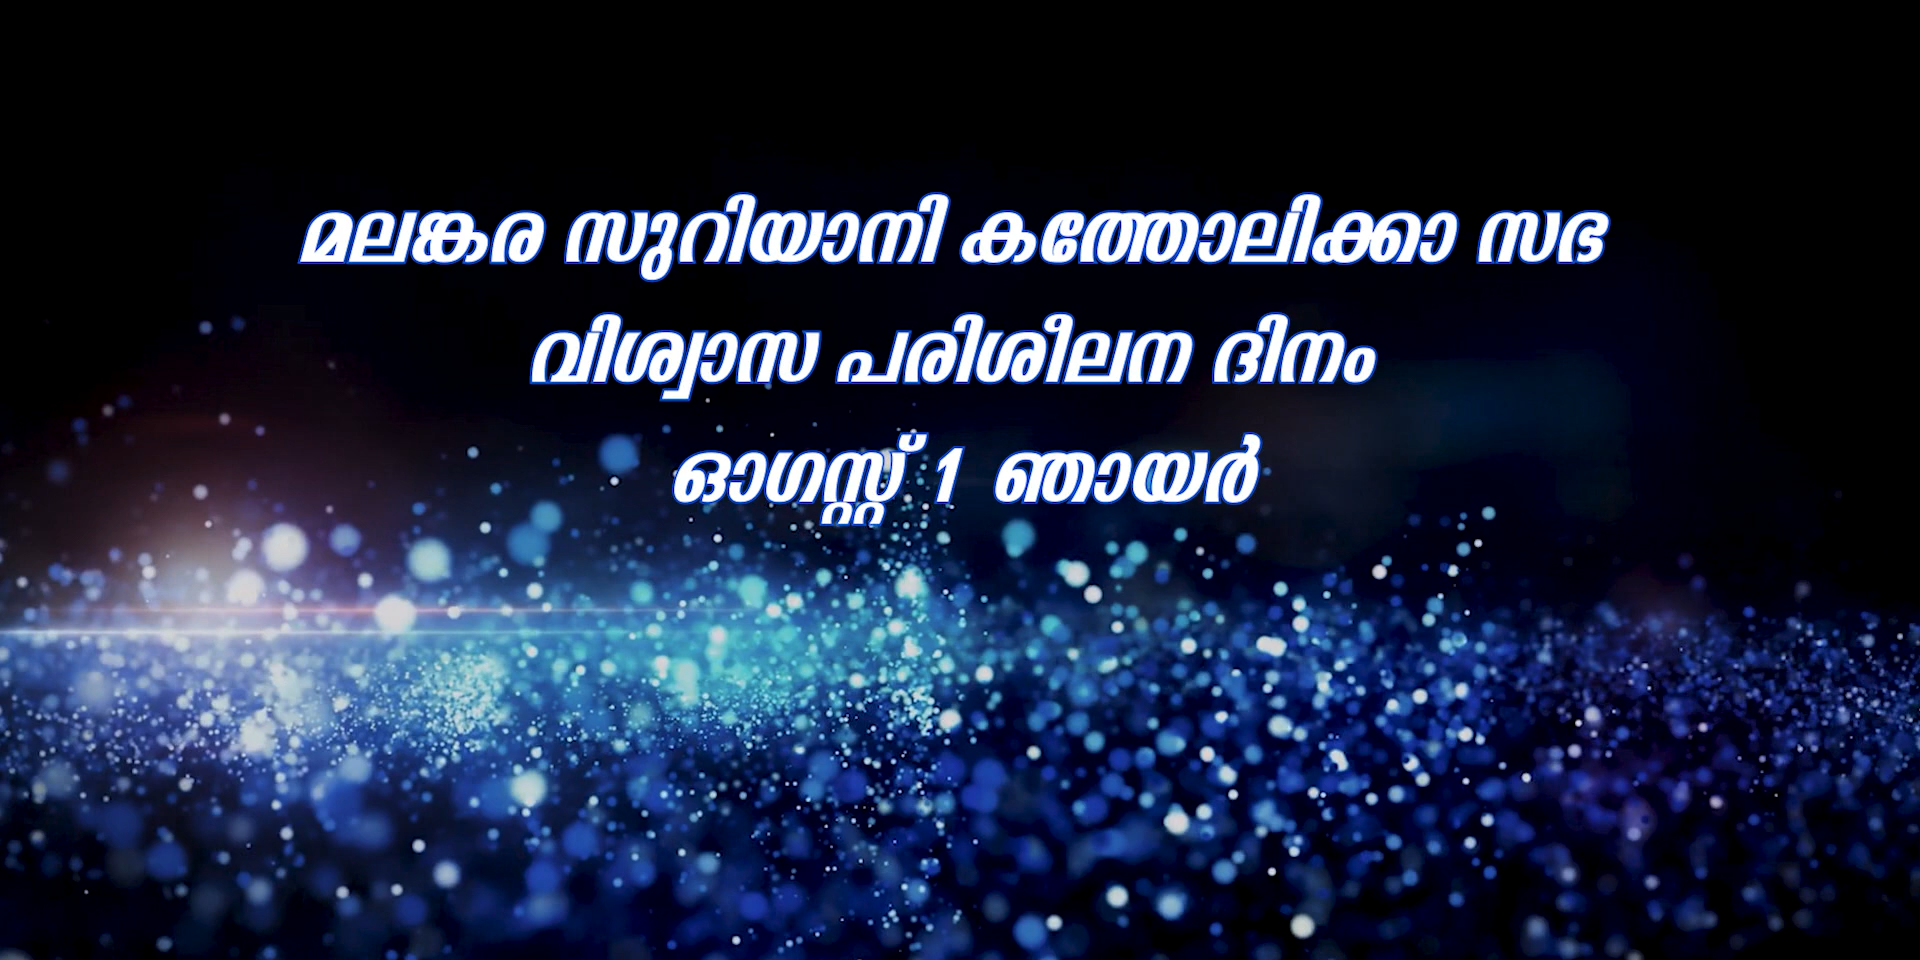 മലങ്കര സുറിയാനി കത്തോലിക്കാ സഭ
വിശ്വാസ പരിശീലന ദിനം
ഓഗസ്റ്റ് 1 ഞായർ